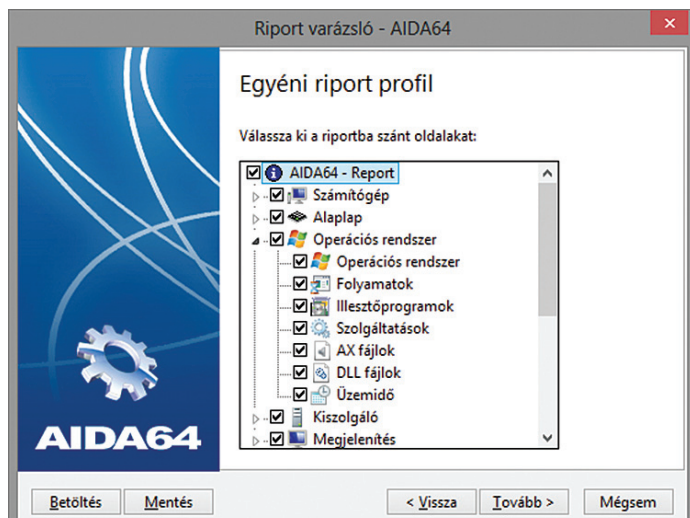 Riport varázsló - AIDA64
Egyéni riport profil
Válassza ki a riportba szánt oldalakat:
AIDA64 - Report
Számítógép
Alaplap
Operációs rendszer
Operációs rendszer
Folyamatok
Illesztőprogramok
Szolgáltatások
AX fájlok
DLL fájlok
Üzemidő
Kiszolgáló
Megjelenítés
AIDA64
Betöltés Mentés < Vissza Tovább > Mégsem